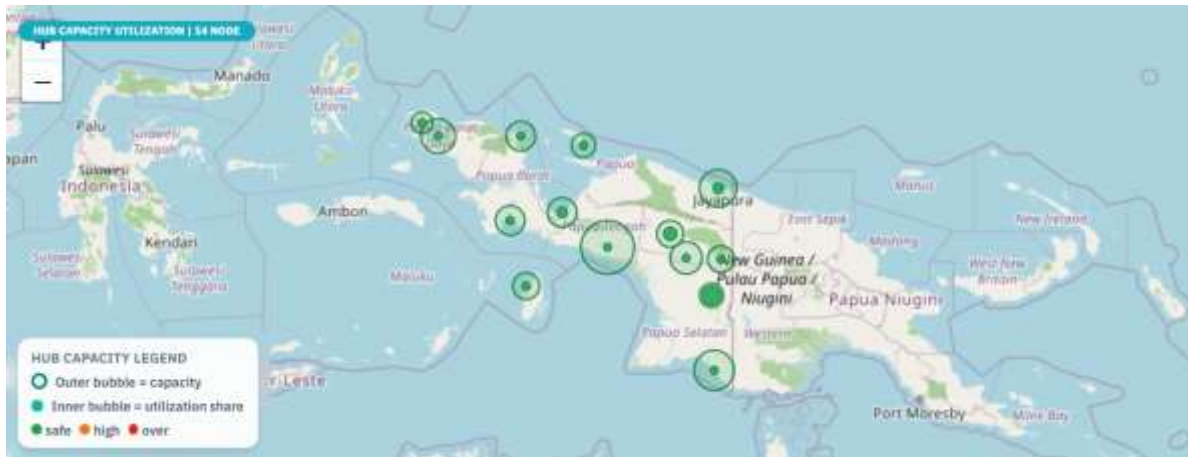 HUB CAPACITY UTILIZATION | 54 NODE
+
−
Manado
Maluku
Utara
Palu
Sulawesi
Tengah
apan
Sulawesi
Indonesia
Papua Barat
Papua
Jayapura
Manus
Ambon
East Sepik
New Ireland
Kendari
Madang
Sulawesi
Selatan
Sulawesi
Tenggara
Maluku
New Guinea /
Pulau Papua /
Niugini
West New
Britain
Papua Niugini
Papua Selatan
Western
HUB CAPACITY LEGEND
Outer bubble = capacity
Inner bubble = utilization share
safe high over
or-Leste
Port Moresby
Milne Bay